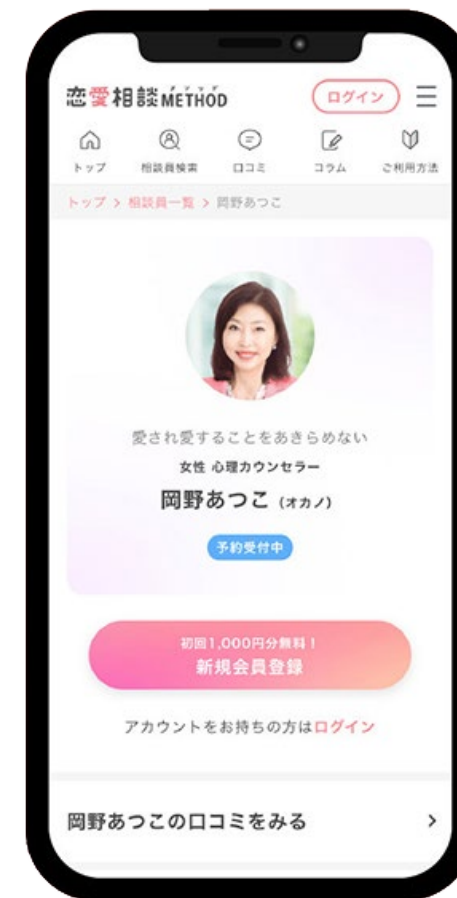 恋愛相談METHOD
メソッド
ログイン
トップ
相談員検索
口コミ
コラム
ご利用方法
トップ > 相談員一覧 > 岡野あつこ
愛され愛することをあきらめない
女性 心理カウンセラー
岡野あつこ (オカノ)
予約受付中
初回1,000円分無料!
新規会員登録
アカウントをお持ちの方はログイン
岡野あつこの口コミをみる